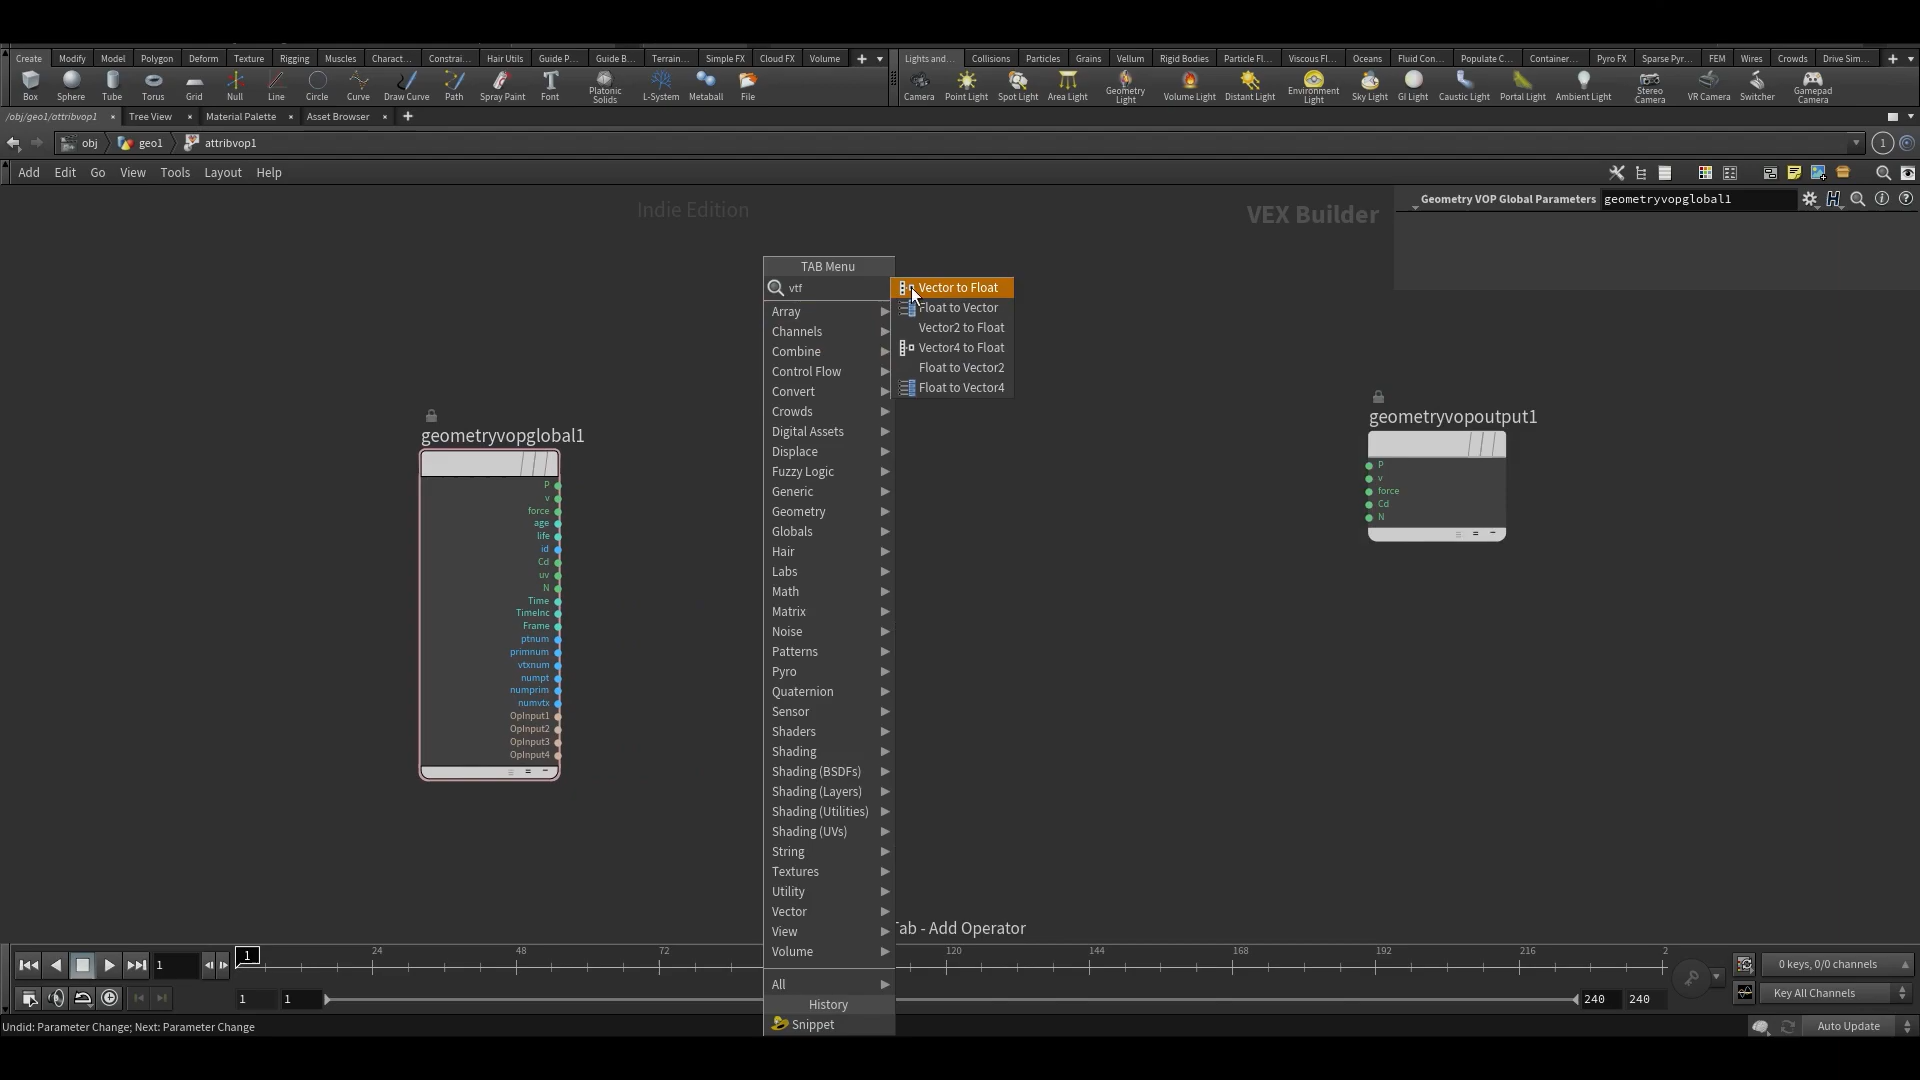 Create Modify Model Polygon Deform Texture Rigging Muscles Charact... Constrai... Hair Utils Guide P... Guide B... Terrain... Simple FX Cloud FX Volume
Lights and... Collisions Particles Grains Vellum Rigid Bodies Particle Fl... Viscous Fl... Oceans Fluid Con... Populate C... Container... Pyro FX Sparse Pyr... FEM Wires Crowds Drive Sim...
Box Sphere Tube Torus Grid Null Line Circle Curve Draw Curve Path Spray Paint Font Platonic Solids L-System Metaball File
Camera Point Light Spot Light Area Light Geometry Light Volume Light Distant Light Environment Light Sky Light GI Light Caustic Light Portal Light Ambient Light Stereo Camera VR Camera Switcher Gamepad Camera
/obj/geo1/attribvop1 Tree View Material Palette Asset Browser
obj geo1 attribvop1 1
Add Edit Go View Tools Layout Help
Indie Edition
VEX Builder
Geometry VOP Global Parameters geometryvopglobal1
TAB Menu
vtf
Array
Channels
Combine
Control Flow
Convert
Crowds
Digital Assets
Displace
Fuzzy Logic
Generic
Geometry
Globals
Hair
Labs
Math
Matrix
Noise
Patterns
Pyro
Quaternion
Sensor
Shaders
Shading
Shading (BSDFs)
Shading (Layers)
Shading (Utilities)
Shading (UVs)
String
Textures
Utility
Vector
View
Volume
All
History
Snippet
Vector to Float
Float to Vector
Vector2 to Float
Vector4 to Float
Float to Vector2
Float to Vector4
geometryvopglobal1
P
v
force
age
life
id
Cd
uv
N
Time
TimeInc
Frame
ptnum
primnum
vtxnum
numpt
numprim
numvtx
OpInput1
OpInput2
OpInput3
OpInput4
geometryvopoutput1
P
v
force
Cd
N
Tab - Add Operator
1 1 24 48 72 120 144 168 192 216 2
0 keys, 0/0 channels
1 1 240 240
Key All Channels
Undid: Parameter Change; Next: Parameter Change
Auto Update